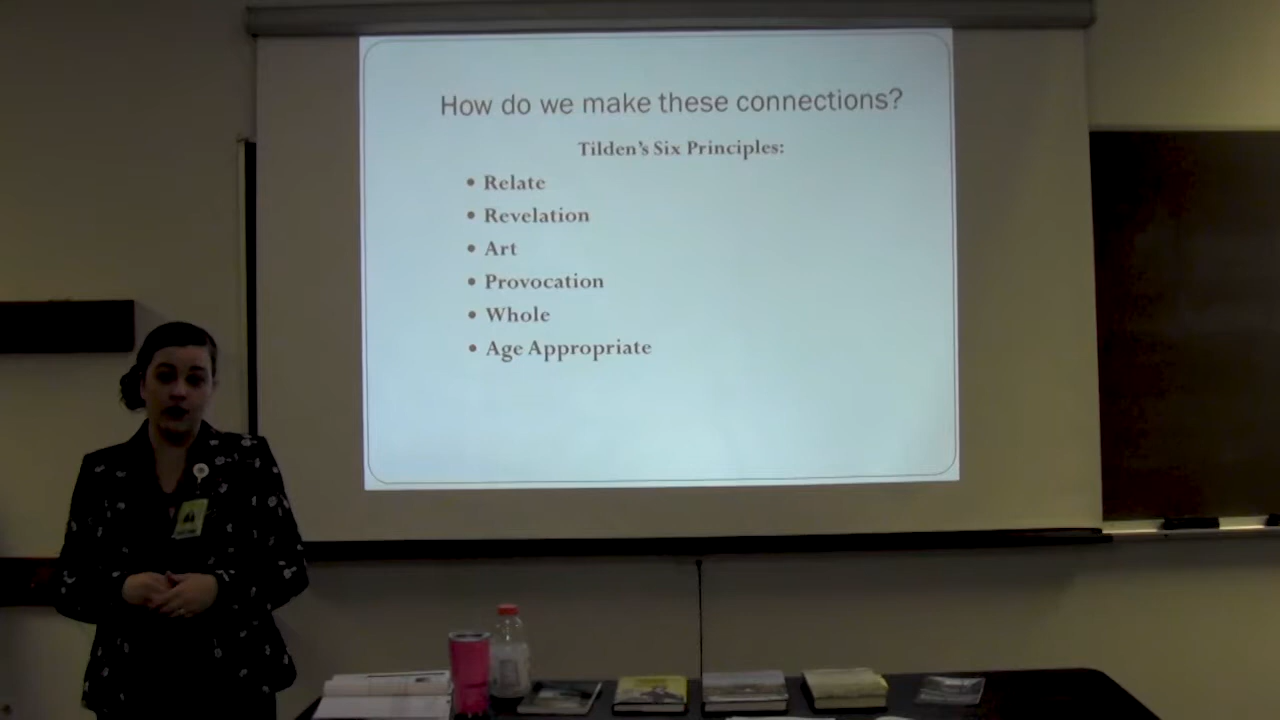 How do we make these connections?
Tilden's Six Principles:
• Relate
• Revelation
• Art
• Provocation
• Whole
• Age Appropriate